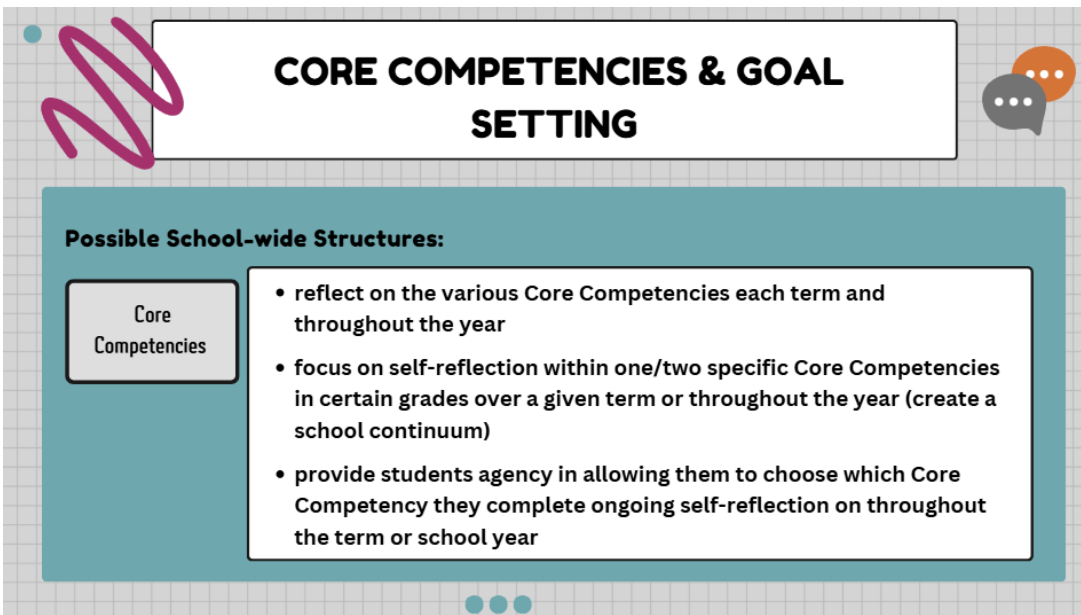 CORE COMPETENCIES & GOAL
SETTING
Possible School-wide Structures:
Core
Competencies
• reflect on the various Core Competencies each term and
throughout the year
• focus on self-reflection within one/two specific Core Competencies
in certain grades over a given term or throughout the year (create a
school continuum)
• provide students agency in allowing them to choose which Core
Competency they complete ongoing self-reflection on throughout
the term or school year